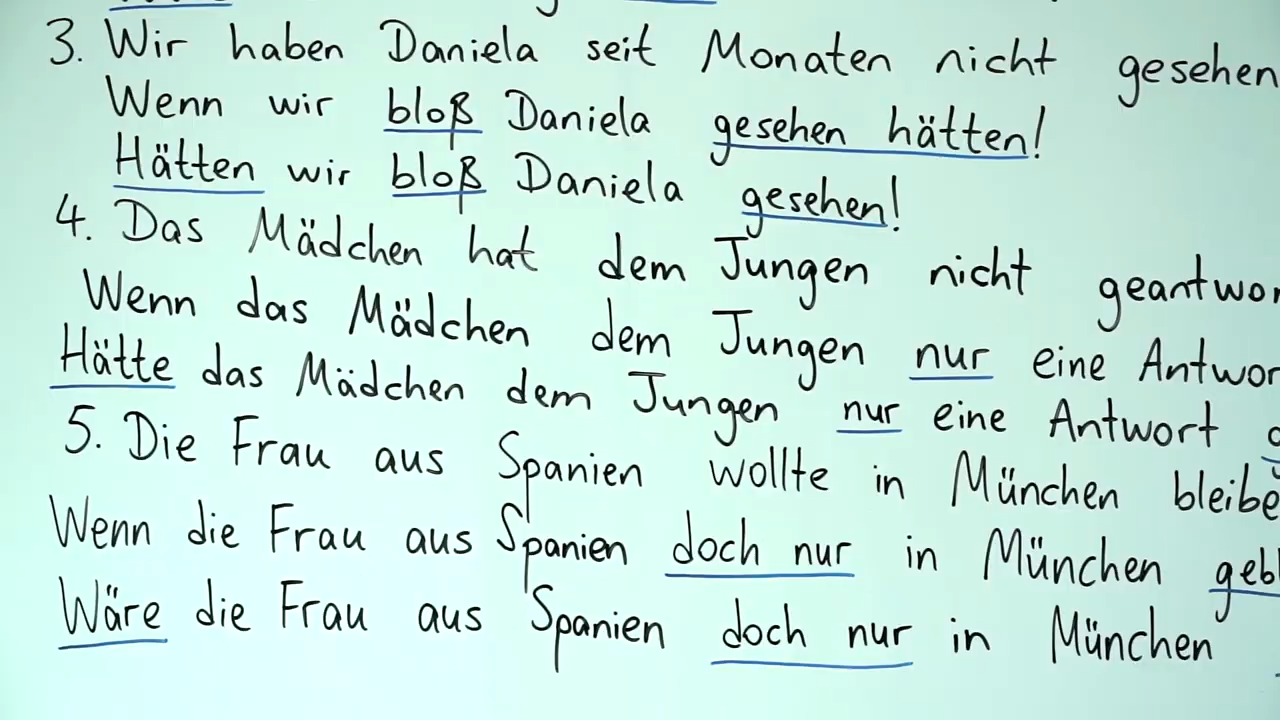 3. Wir haben Daniela seit Monaten nicht gesehen
Wenn wir bloß Daniela gesehen hätten!
Hätten wir bloß Daniela gesehen!
4. Das Mädchen hat dem Jungen nicht geantwor
Wenn das Mädchen dem Jungen nur eine Antwor
Hätte das Mädchen dem Jungen nur eine Antwort
5. Die Frau aus Spanien wollte in München bleibe
Wenn die Frau aus Spanien doch nur in München gebl
Wäre die Frau aus Spanien doch nur in München